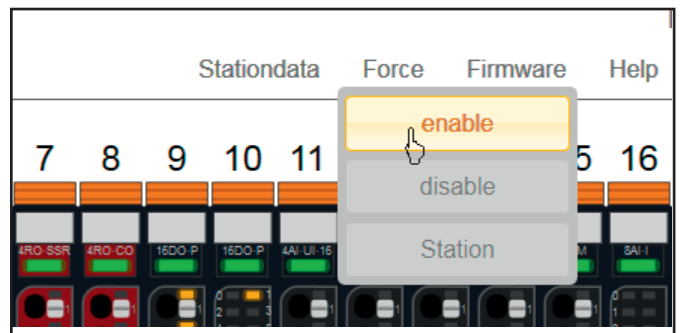 Stationdata Force Firmware Help
enable
7 8 9 10 11 5 16
disable
4RO-SSR 4RO-CO 16DO-P 16DO-P 4AI-UI-16 M 8AI-I
Station